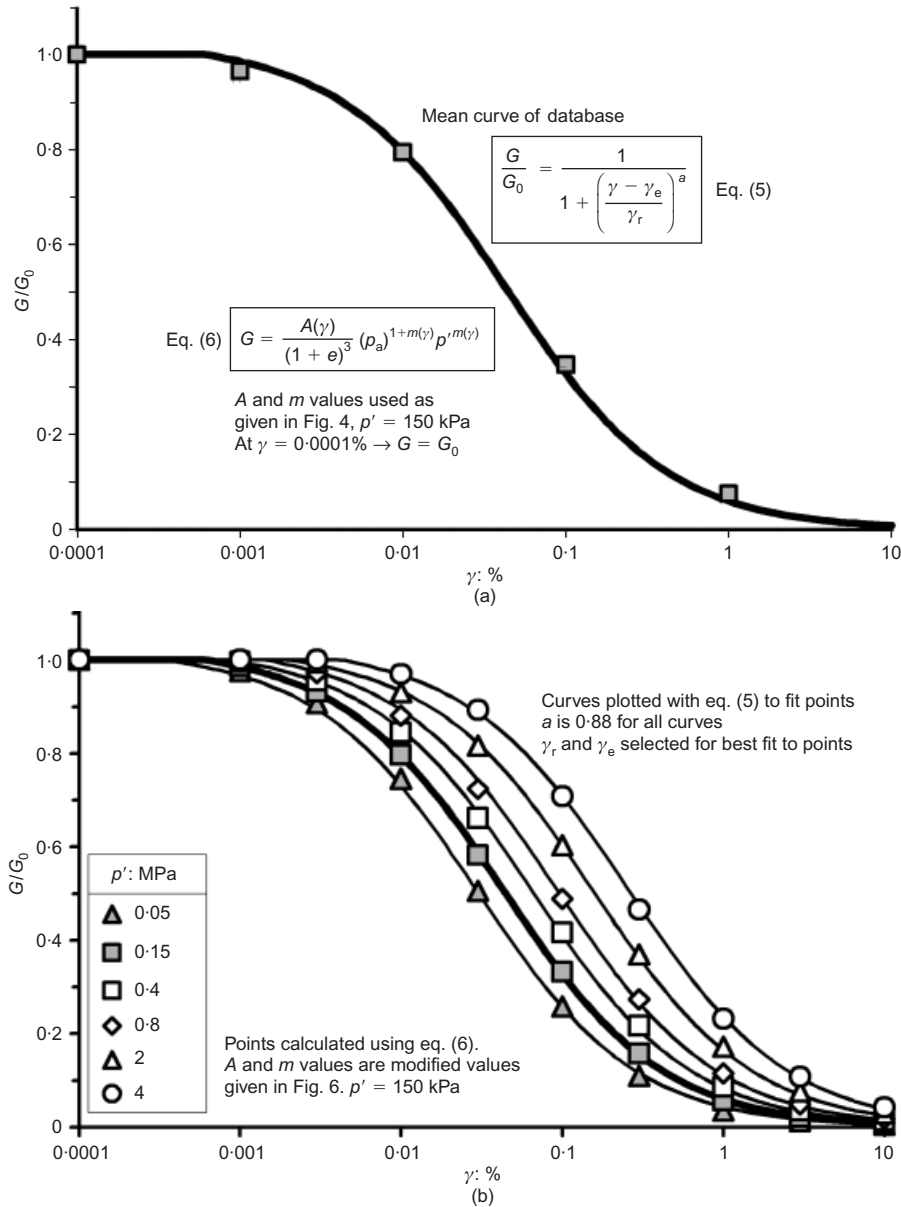 1·0
0·8
0·6
0·4
0·2
0
G/G₀
Mean curve of database
G/G₀ = 1 / (1 + ((γ − γₑ)/γᵣ)ᵃ) Eq. (5)
Eq. (6) G = A(γ)/(1 + e)³ (pₐ)^1+m(γ) p′^m(γ)
A and m values used as
given in Fig. 4, p′ = 150 kPa
At γ = 0·0001% → G = G₀
0·0001 0·001 0·01 0·1 1 10
γ: %
(a)
1·0
0·8
0·6
0·4
0·2
0
G/G₀
Curves plotted with eq. (5) to fit points
a is 0·88 for all curves
γᵣ and γₑ selected for best fit to points
p′: MPa
0·05
0·15
0·4
0·8
2
4
Points calculated using eq. (6).
A and m values are modified values
given in Fig. 6. p′ = 150 kPa
0·0001 0·001 0·01 0·1 1 10
γ: %
(b)